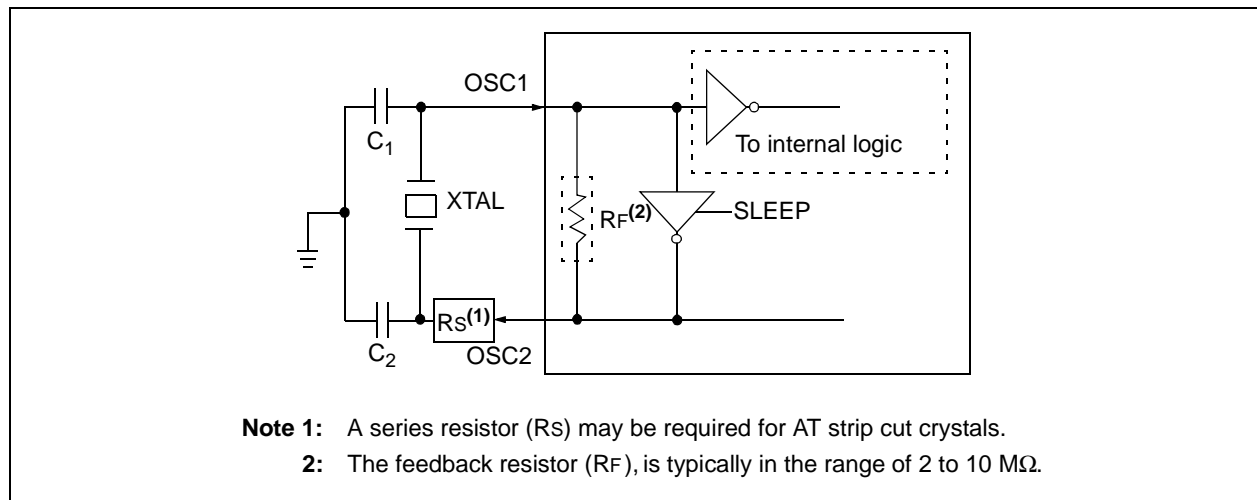 OSC1
To internal logic
C1
XTAL
RF(2)
SLEEP
RS(1)
C2
OSC2
Note 1: A series resistor (RS) may be required for AT strip cut crystals.
2: The feedback resistor (RF), is typically in the range of 2 to 10 MΩ.